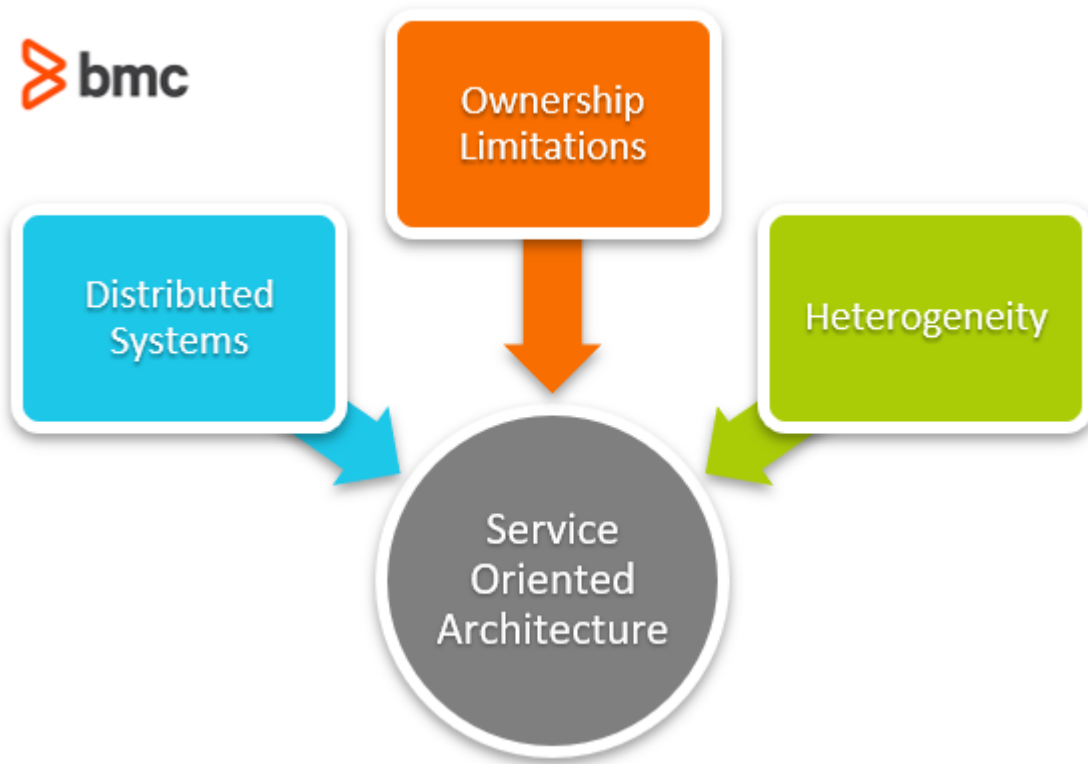 bmc
Ownership
Limitations
Distributed
Systems
Heterogeneity
Service
Oriented
Architecture